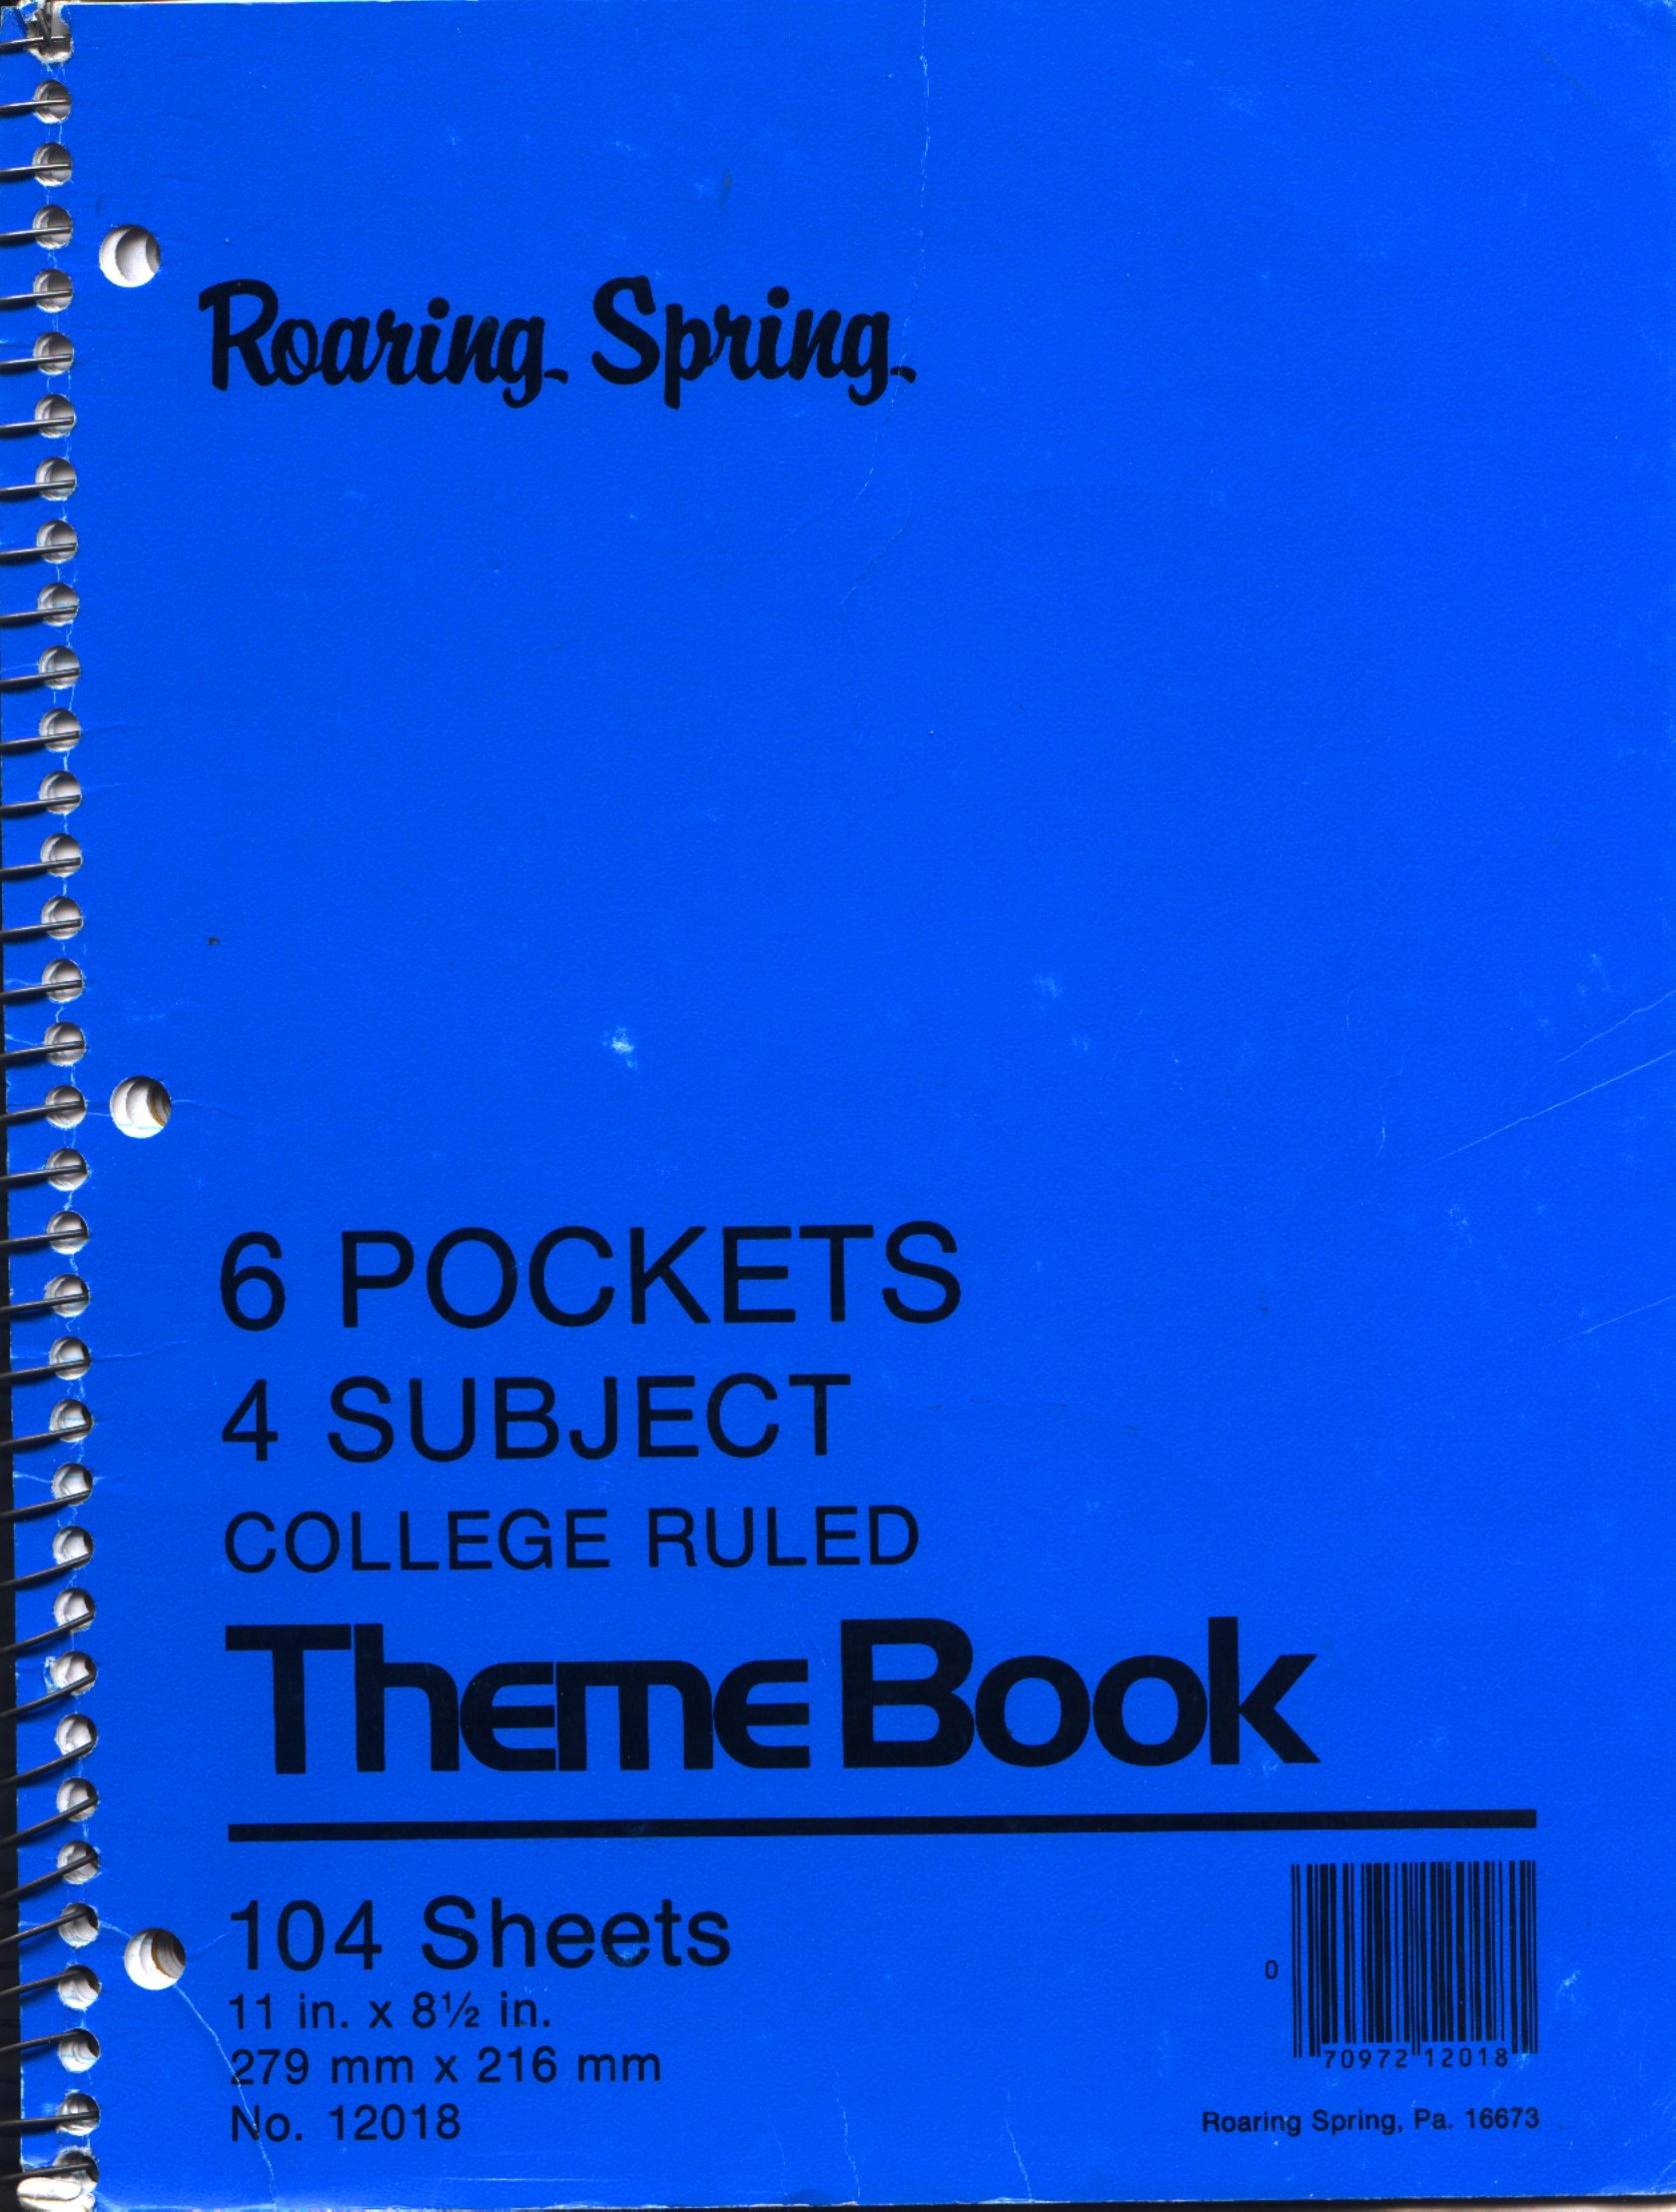 Roaring Spring
6 POCKETS
4 SUBJECT
COLLEGE RULED
Theme Book
104 Sheets
11 in. x 8½ in.
279 mm x 216 mm
No. 12018
0 70972 12018
Roaring Spring, Pa. 16673